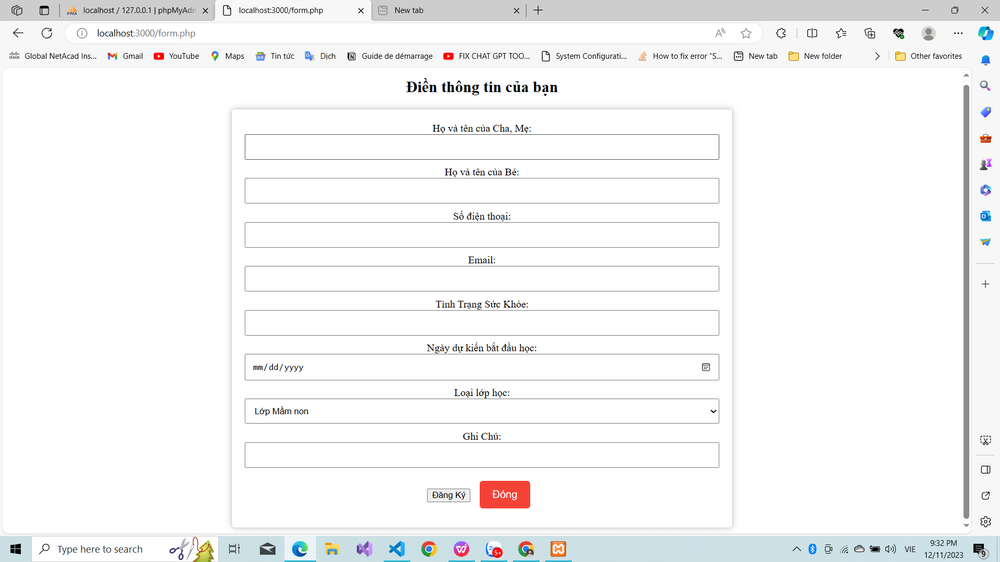 localhost / 127.0.0.1 | phpMyAdm
localhost:3000/form.php
New tab
localhost:3000/form.php
Global NetAcad Ins...
Gmail
YouTube
Maps
Tin tức
Dịch
Guide de démarrage
FIX CHAT GPT TOO...
System Configurati...
How to fix error “S...
New tab
New folder
Other favorites
Điền thông tin của bạn
Họ và tên của Cha, Mẹ:
Họ và tên của Bé:
Số điện thoại:
Email:
Tình Trạng Sức Khỏe:
Ngày dự kiến bắt đầu học:
mm/dd/yyyy
Loại lớp học:
Lớp Mầm non
Ghi Chú:
Đăng Ký
Đóng
Type here to search
5+
VIE
9:32 PM
12/11/2023
9